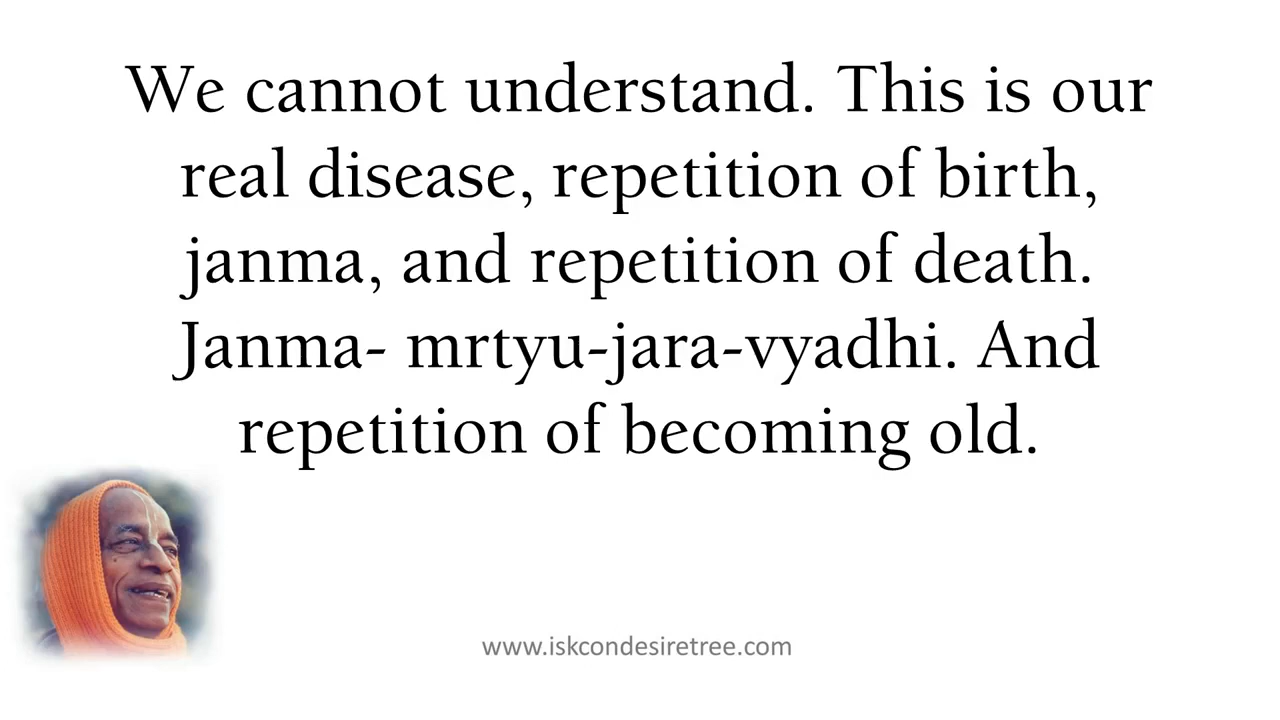 We cannot understand. This is our
real disease, repetition of birth,
janma, and repetition of death.
Janma- mrtyu-jara-vyadhi. And
repetition of becoming old.
www.iskcondesiretree.com